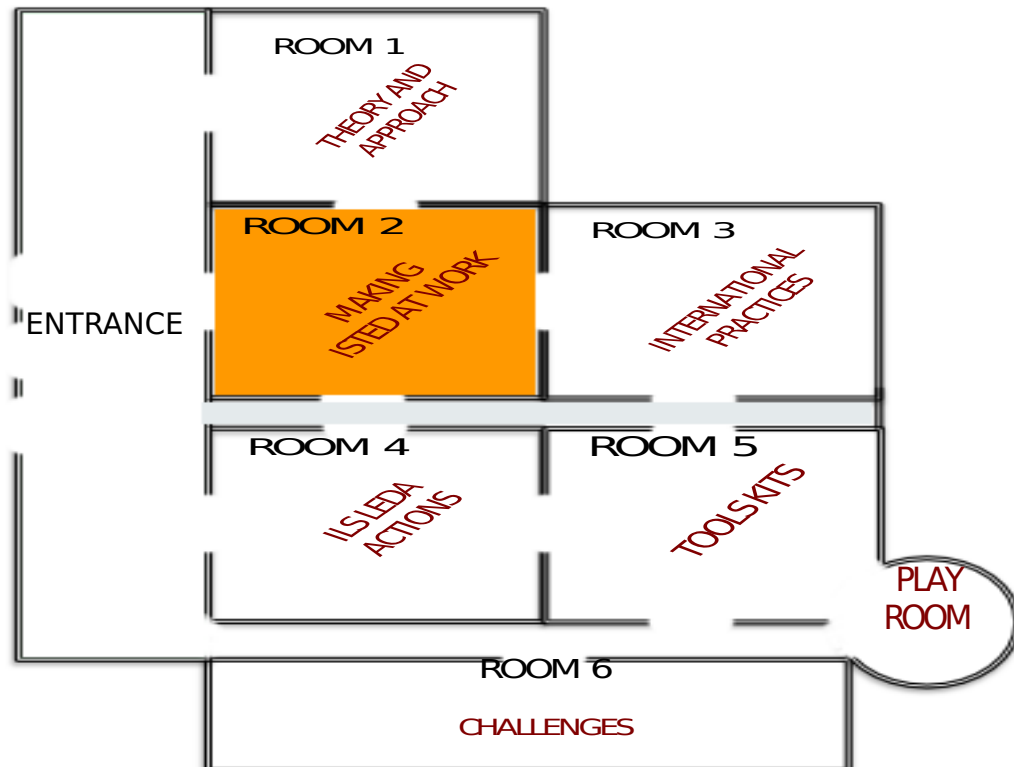 ROOM 1
THEORY AND
APPROACH
ROOM 2
MAKING
ISTED AT WORK
ROOM 3
INTERNATIONAL
PRACTICES
ENTRANCE
ROOM 4
ILS LEDA
ACTIONS
ROOM 5
TOOLS KITS
PLAY
ROOM
ROOM 6
CHALLENGES